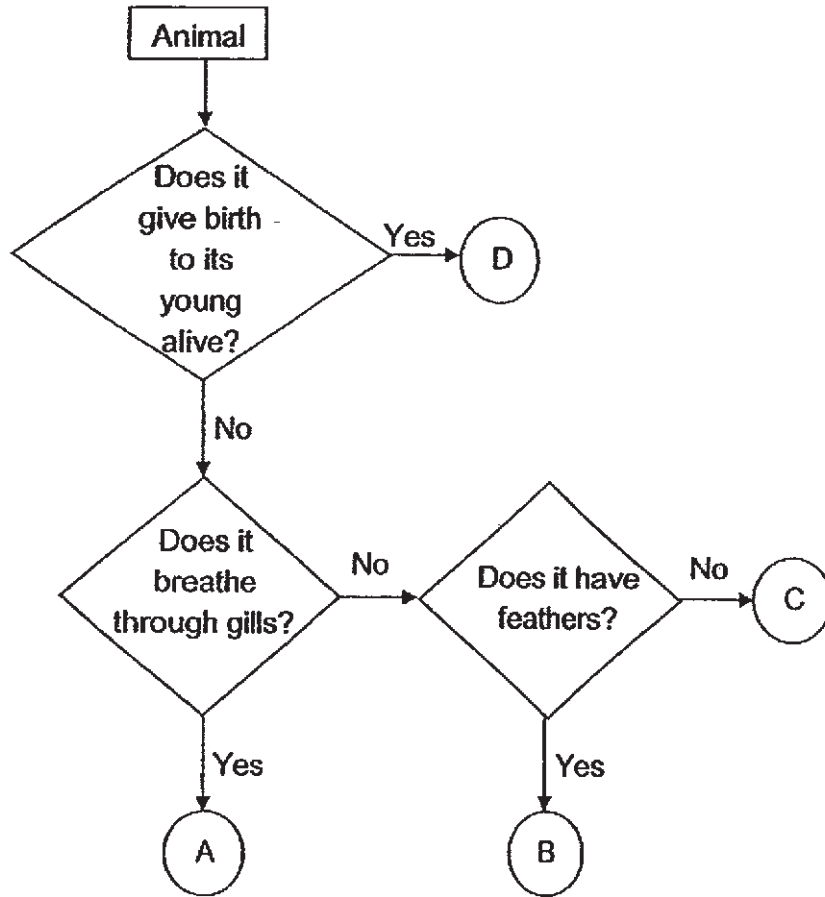 Animal
Does it
give birth
to its
young
alive?
Yes
D
No
Does it
breathe
through gills?
No
Does it have
feathers?
No
C
Yes
A
Yes
B